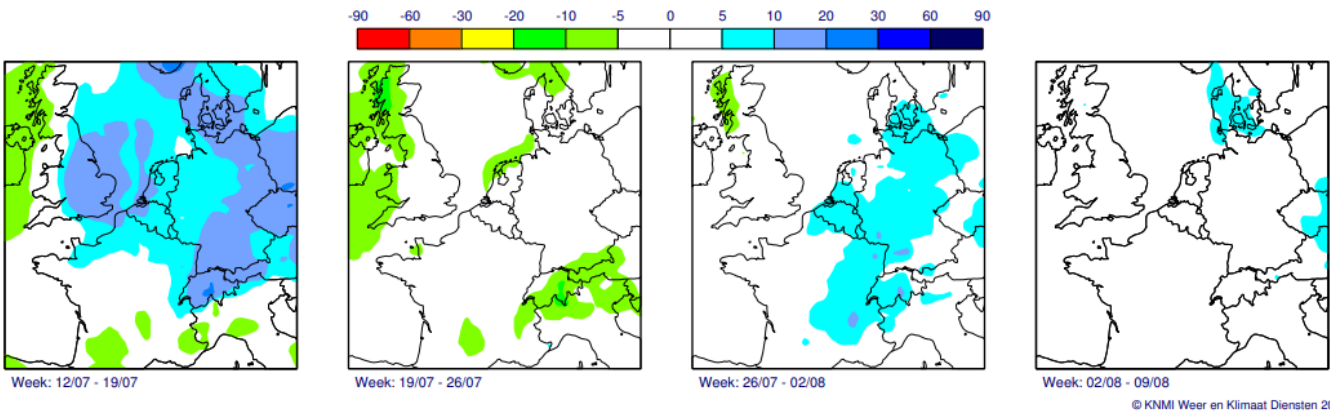 -90 -60 -30 -20 -10 -5 0 5 10 20 30 60 90
Week: 12/07 - 19/07 Week: 19/07 - 26/07 Week: 26/07 - 02/08 Week: 02/08 - 09/08
© KNMI Weer en Klimaat Diensten 20